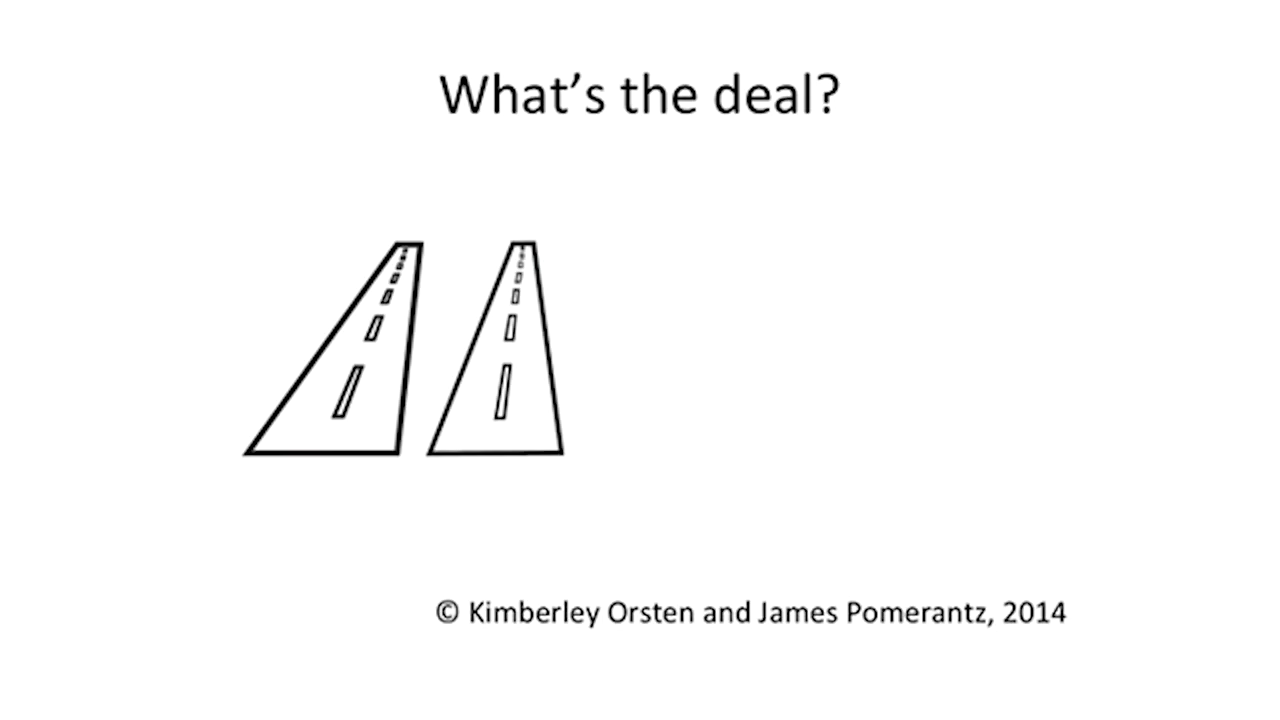 What’s the deal?
© Kimberley Orsten and James Pomerantz, 2014